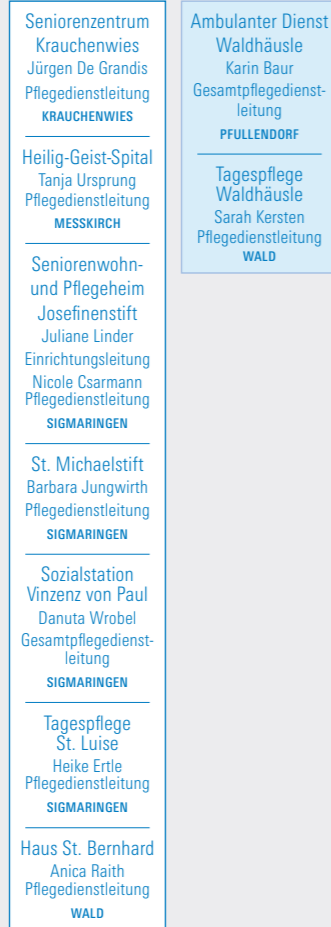 Seniorenzentrum
Krauchenwies
Jürgen De Grandis
Pflegedienstleitung
KRAUCHENWIES
Heilig-Geist-Spital
Tanja Ursprung
Pflegedienstleitung
MESSKIRCH
Seniorenwohn-
und Pflegeheim
Josefinenstift
Juliane Linder
Einrichtungsleitung
Nicole Csarmann
Pflegedienstleitung
SIGMARINGEN
St. Michaelstift
Barbara Jungwirth
Pflegedienstleitung
SIGMARINGEN
Sozialstation
Vinzenz von Paul
Danuta Wrobel
Gesamtpflegedienst-
leitung
SIGMARINGEN
Tagespflege
St. Luise
Heike Ertle
Pflegedienstleitung
SIGMARINGEN
Haus St. Bernhard
Anica Raith
Pflegedienstleitung
WALD
Ambulanter Dienst
Waldhäusle
Karin Baur
Gesamtpflegedienst-
leitung
PFULLENDORF
Tagespflege
Waldhäusle
Sarah Kersten
Pflegedienstleitung
WALD